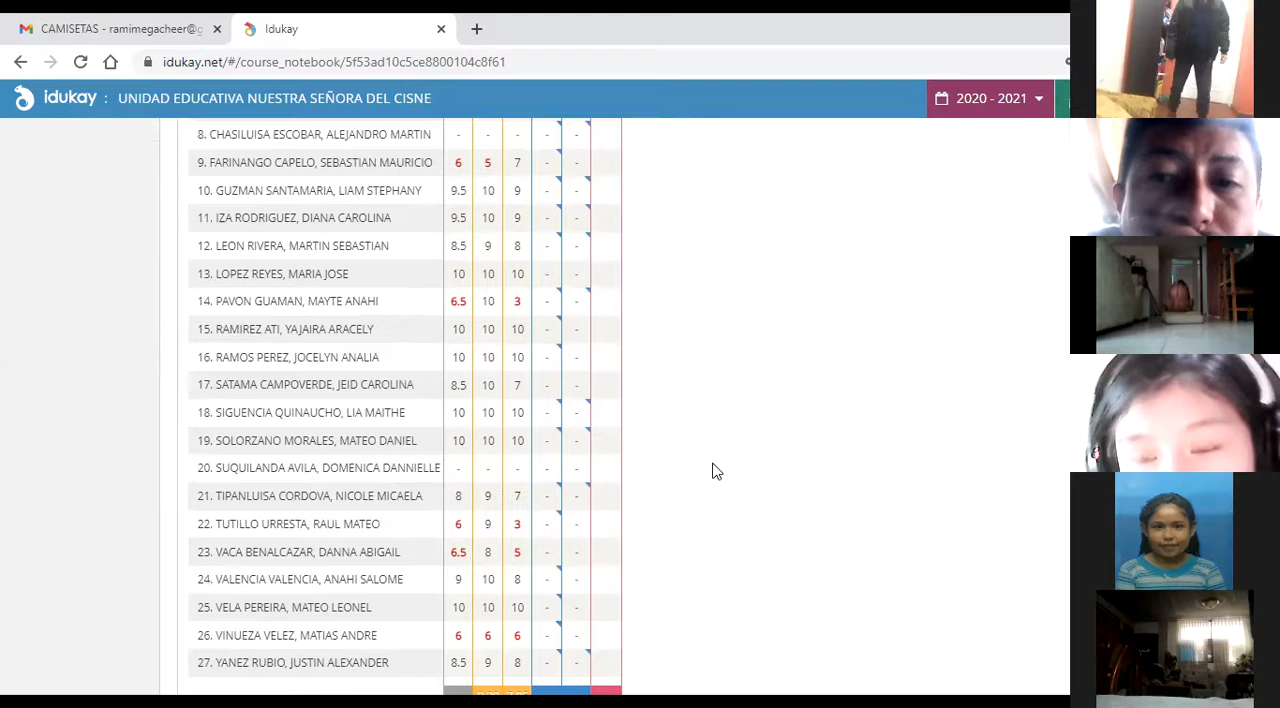 CAMISETAS - ramimegacheer@g
Idukay
idukay.net/#/course_notebook/5f53ad10c5ce8800104c8f61
idukay : UNIDAD EDUCATIVA NUESTRA SEÑORA DEL CISNE 2020 - 2021
8. CHASILUISA ESCOBAR, ALEJANDRO MARTIN - - - - -
9. FARINANGO CAPELO, SEBASTIAN MAURICIO 6 5 7 - -
10. GUZMAN SANTAMARIA, LIAM STEPHANY 9.5 10 9 - -
11. IZA RODRIGUEZ, DIANA CAROLINA 9.5 10 9 - -
12. LEON RIVERA, MARTIN SEBASTIAN 8.5 9 8 - -
13. LOPEZ REYES, MARIA JOSE 10 10 10 - -
14. PAVON GUAMAN, MAYTE ANAHI 6.5 10 3 - -
15. RAMIREZ ATI, YAJAIRA ARACELY 10 10 10 - -
16. RAMOS PEREZ, JOCELYN ANALIA 10 10 10 - -
17. SATAMA CAMPOVERDE, JEID CAROLINA 8.5 10 7 - -
18. SIGUENCIA QUINAUCHO, LIA MAITHE 10 10 10 - -
19. SOLORZANO MORALES, MATEO DANIEL 10 10 10 - -
20. SUQUILANDA AVILA, DOMENICA DANNIELLE - - - - -
21. TIPANLUISA CORDOVA, NICOLE MICAELA 8 9 7 - -
22. TUTILLO URRESTA, RAUL MATEO 6 9 3 - -
23. VACA BENALCAZAR, DANNA ABIGAIL 6.5 8 5 - -
24. VALENCIA VALENCIA, ANAHI SALOME 9 10 8 - -
25. VELA PEREIRA, MATEO LEONEL 10 10 10 - -
26. VINUEZA VELEZ, MATIAS ANDRE 6 6 6 - -
27. YANEZ RUBIO, JUSTIN ALEXANDER 8.5 9 8 - -